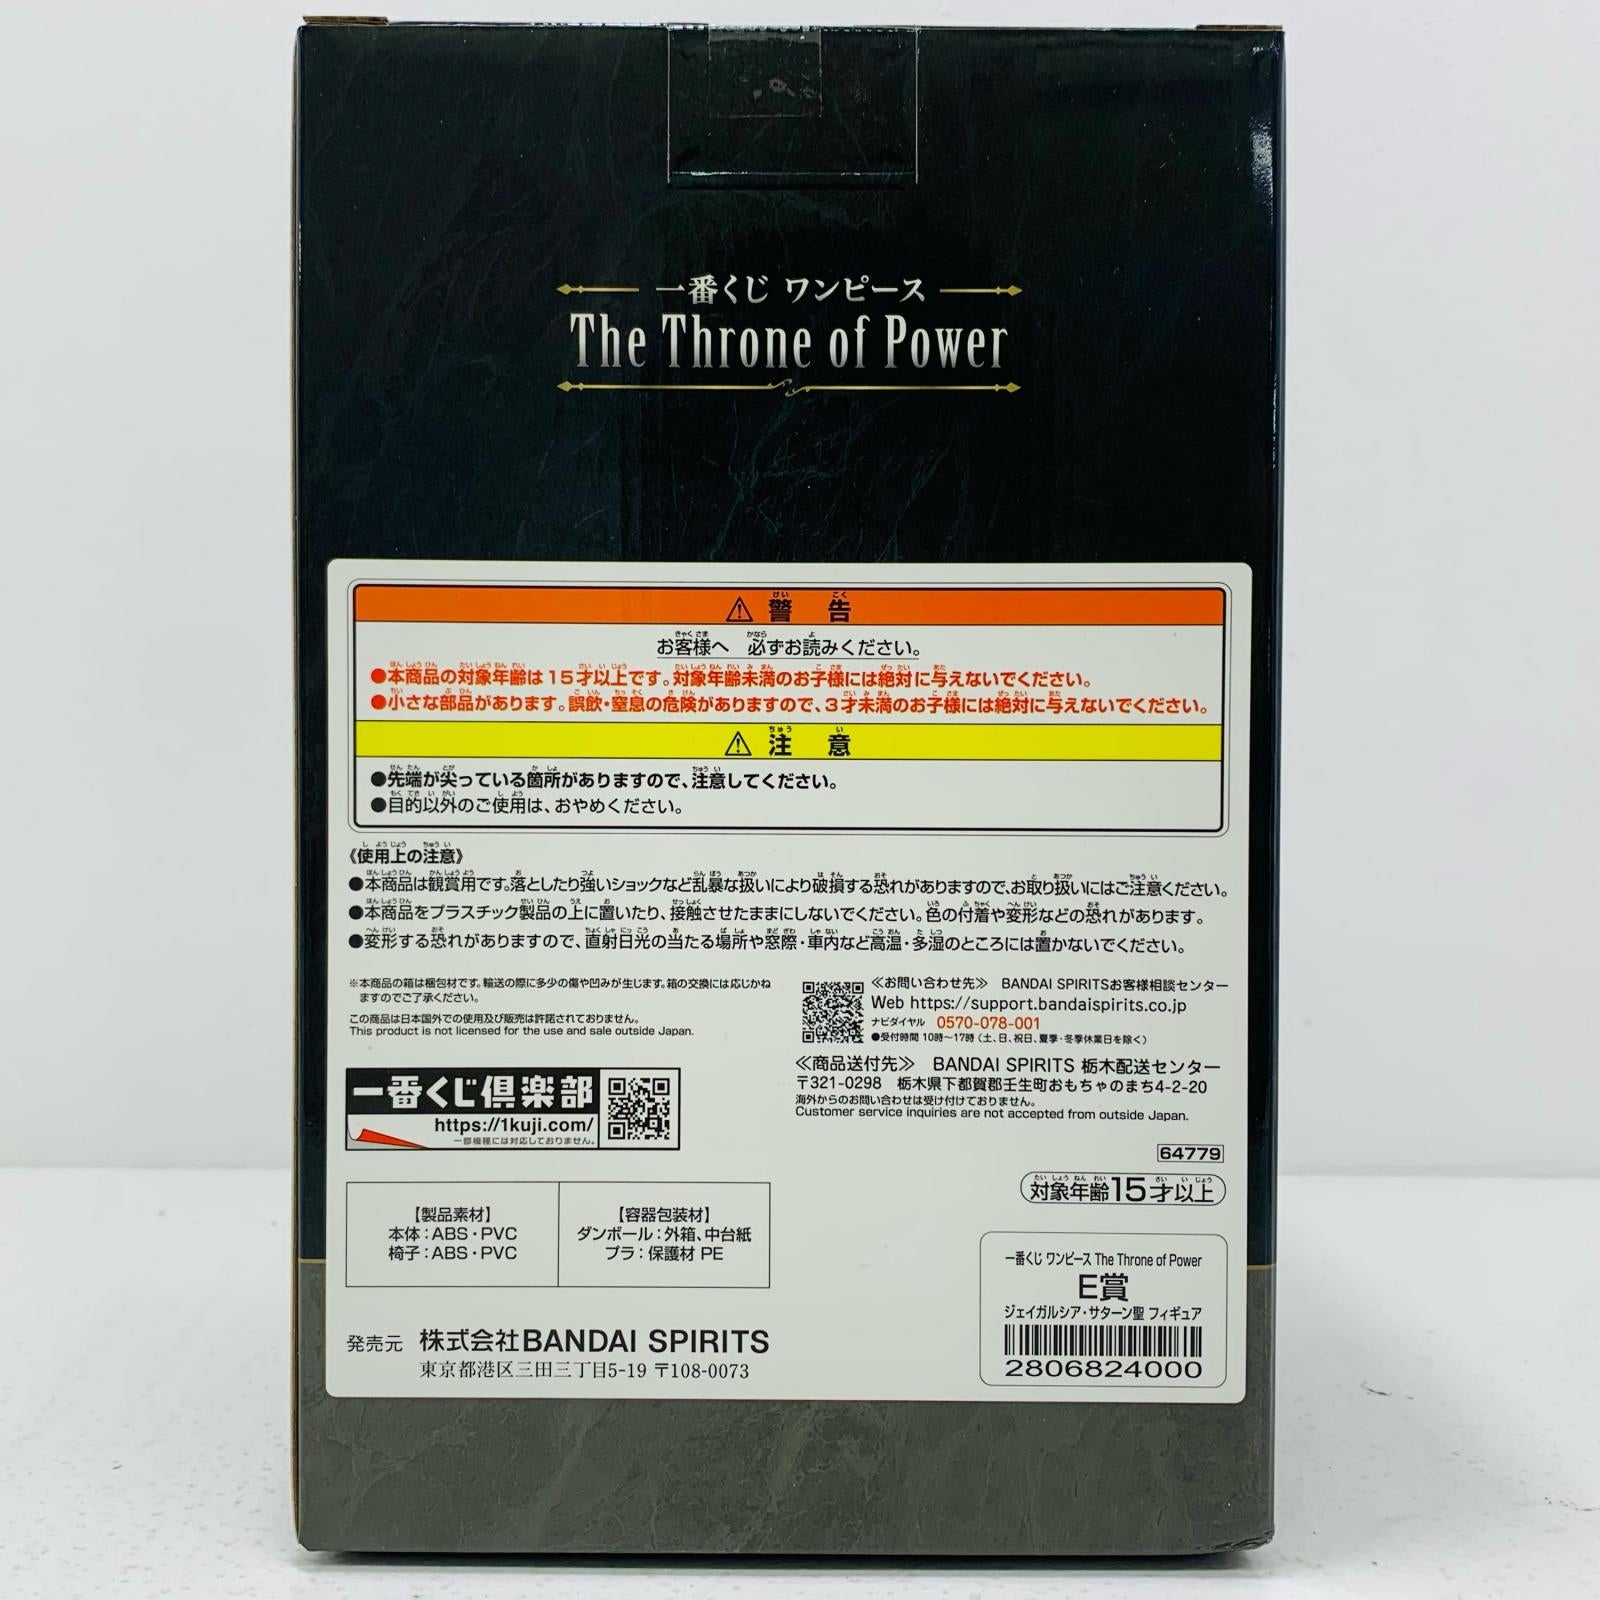 一番くじ ワンピース
The Throne of Power
⚠ 警告
お客様へ 必ずお読みください。
●本商品の対象年齢は15才以上です。対象年齢未満のお子様には絶対に与えないでください。
●小さな部品があります。誤飲・窒息の危険がありますので、3才未満のお子様には絶対に与えないでください。
⚠ 注意
●先端が尖っている箇所がありますので、注意してください。
●目的以外のご使用は、おやめください。
《使用上の注意》
●本商品は観賞用です。落としたり強いショックなど乱暴な扱いにより破損する恐れがありますので、お取り扱いにはご注意ください。
●本商品をプラスチック製品の上に置いたり、接触させたままにしないでください。色の付着や変形などの恐れがあります。
●変形する恐れがありますので、直射日光の当たる場所や窓際・車内など高温・多湿のところには置かないでください。
※本商品の箱は梱包材です。輸送の際に多少の傷や凹みが生じます。箱の交換には応じかね
ますのでご了承ください。
この商品は日本国外での使用及び販売は許諾されておりません。
This product is not licensed for the use and sale outside Japan.
≪お問い合わせ先≫ BANDAI SPIRITSお客様相談センター
Web https://support.bandaispirits.co.jp
ナビダイヤル 0570-078-001
●受付時間 10時〜17時(土、日、祝日、夏季・冬季休業日を除く)
≪商品送付先≫ BANDAI SPIRITS 栃木配送センター
〒321-0298 栃木県下都賀郡壬生町おもちゃのまち4-2-20
海外からのお問い合わせは受け付けておりません。
Customer service inquiries are not accepted from outside Japan.
一番くじ倶楽部
https://1kuji.com/
一部機種には対応しておりません。
64779
対象年齢15才以上
【製品素材】
本体：ABS・PVC
椅子：ABS・PVC
【容器包装材】
ダンボール：外箱、中台紙
プラ：保護材 PE
一番くじ ワンピース The Throne of Power
E賞
ジェイガルシア・サターン聖 フィギュア
2806824000
発売元 株式会社BANDAI SPIRITS
東京都港区三田三丁目5-19 〒108-0073